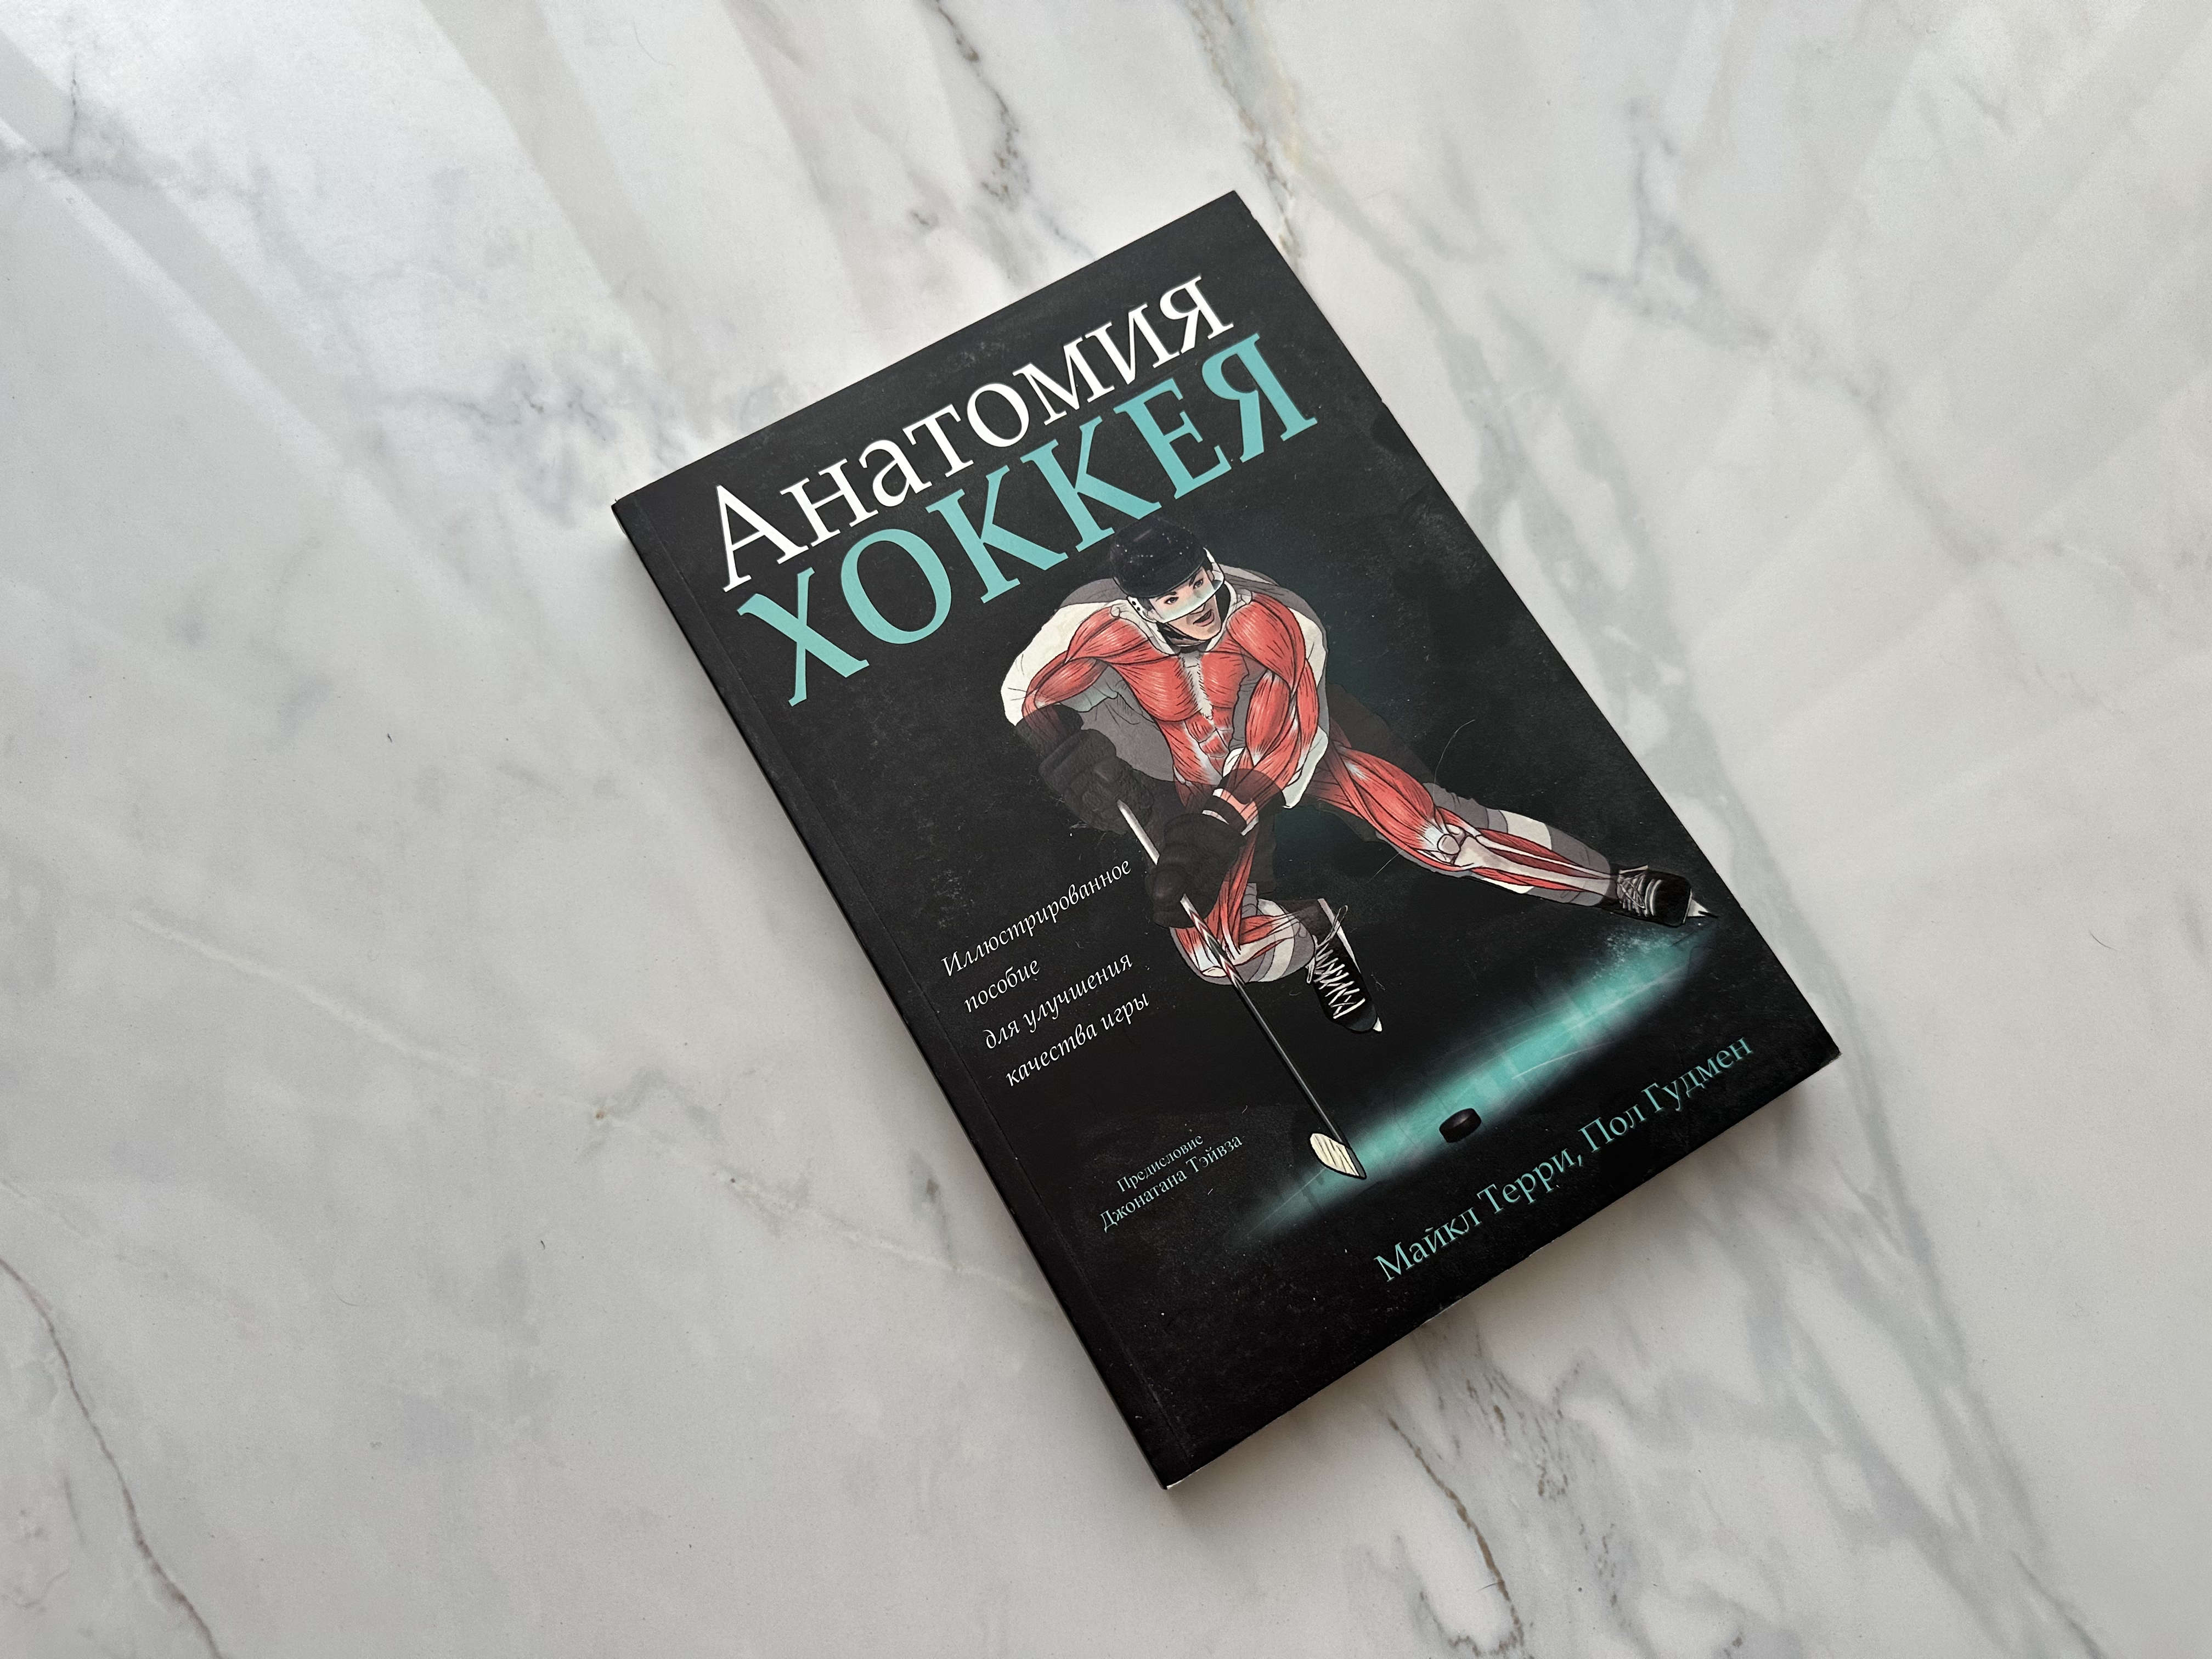 Анатомия
ХОККЕЯ
Иллюстрированное
пособие
для улучшения
качества игры
Предисловие
Джонатана Тэйвза
Майкл Терри, Пол Гудмен